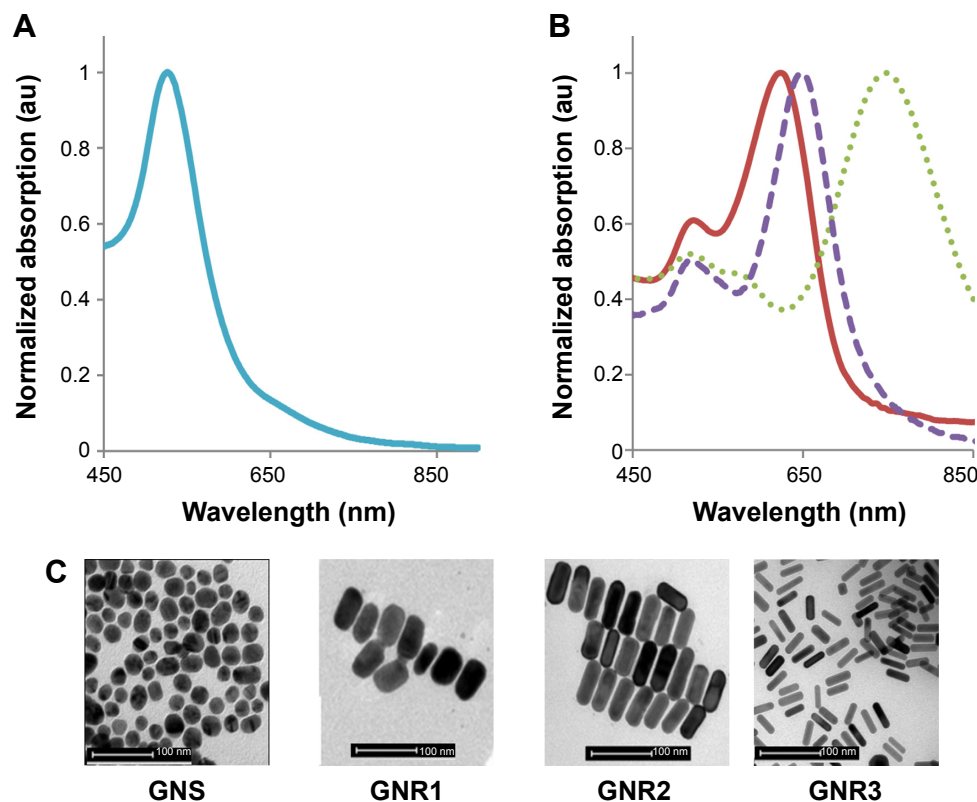 A
Normalized absorption (au)
1
0.8
0.6
0.4
0.2
0
450
650
850
Wavelength (nm)
B
Normalized absorption (au)
1
0.8
0.6
0.4
0.2
0
450
650
850
Wavelength (nm)
C
100 nm
100 nm
100 nm
100 nm
GNS
GNR1
GNR2
GNR3